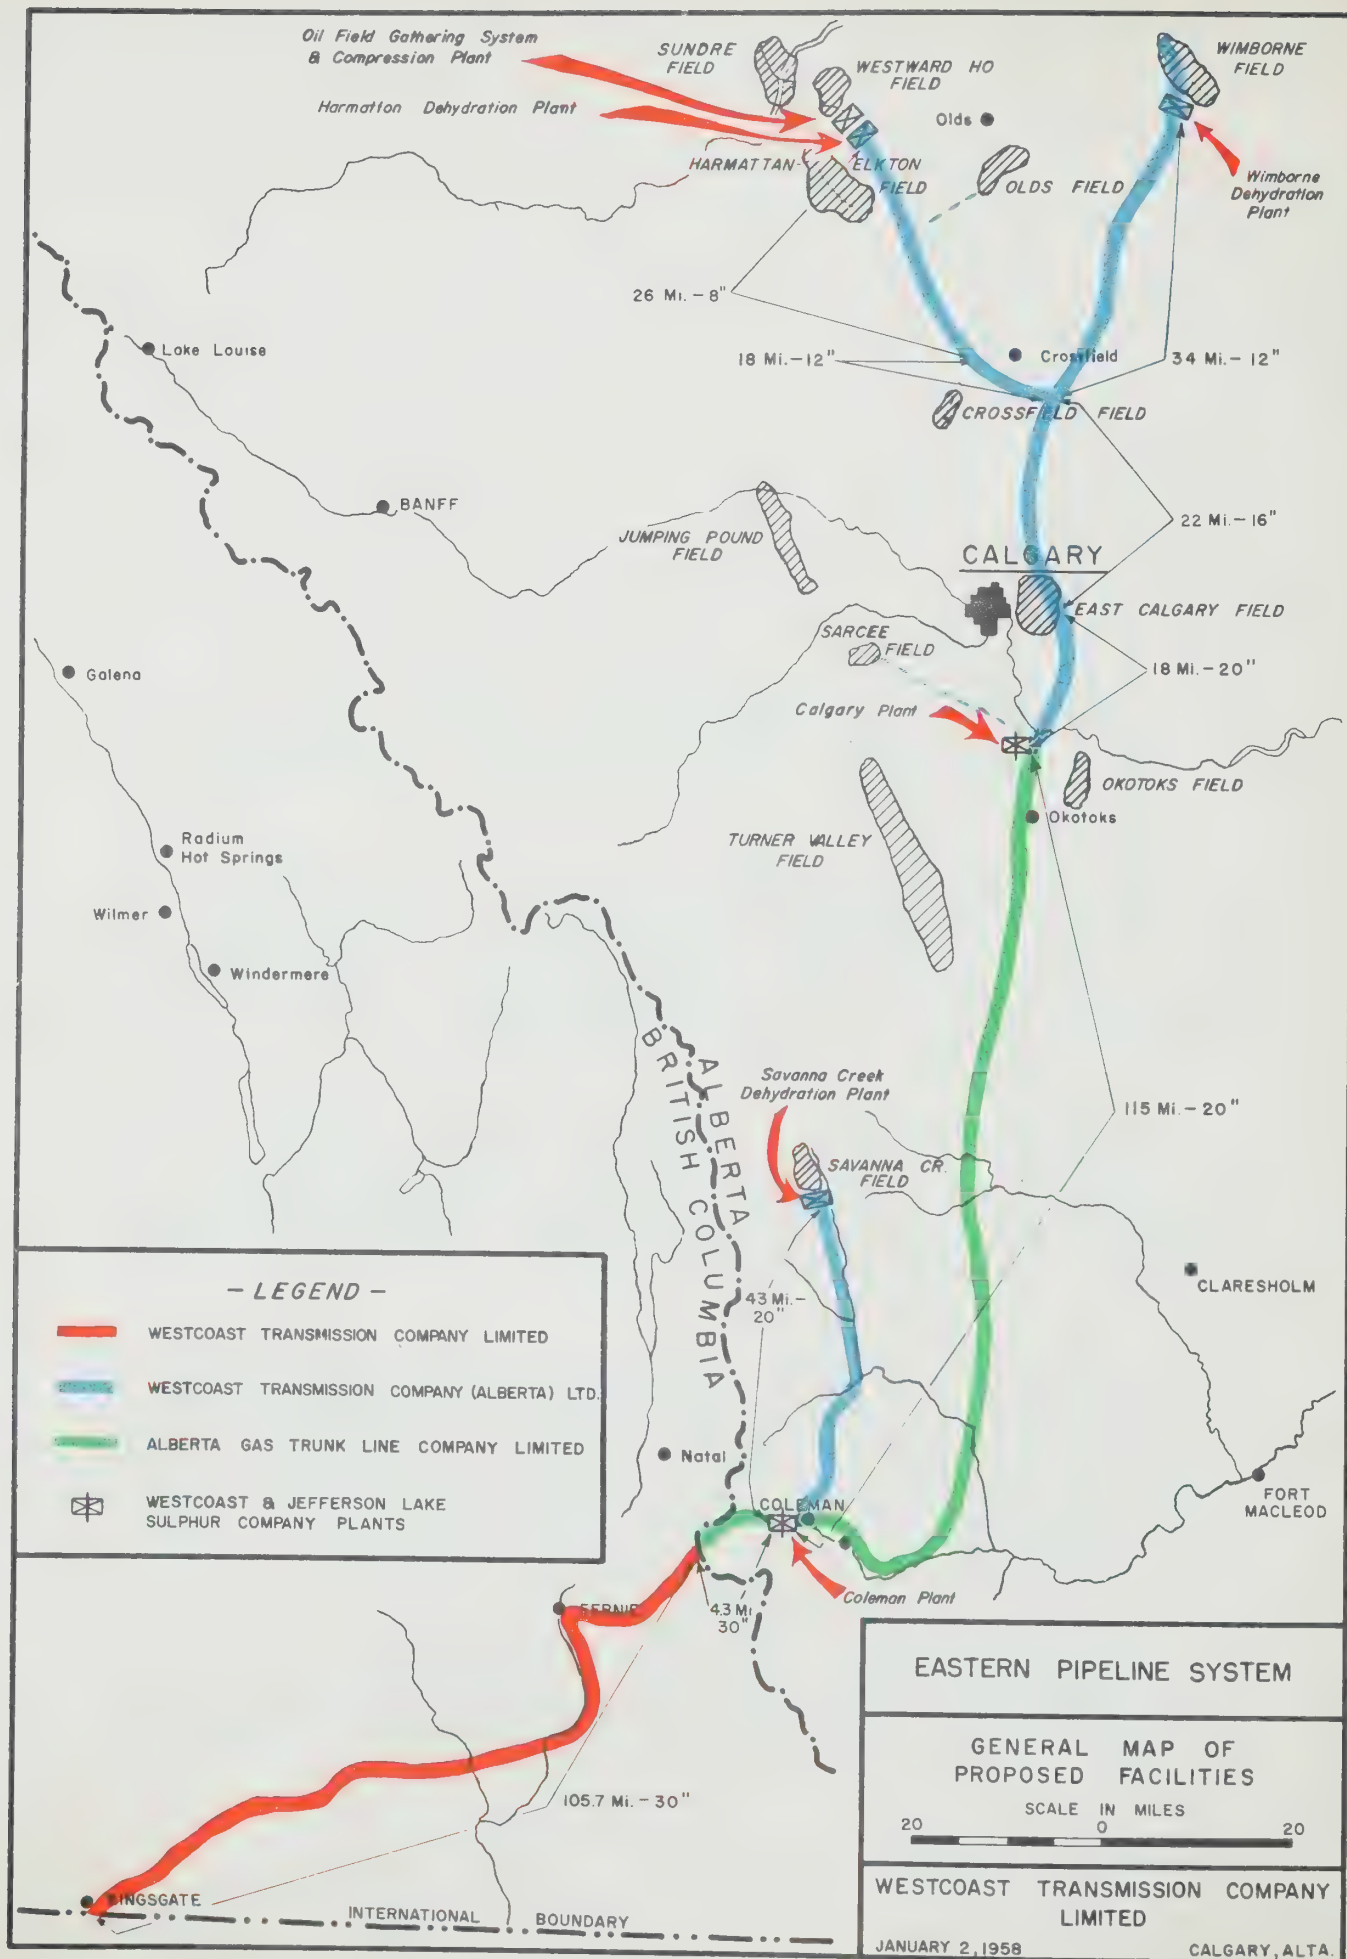 Oil Field Gathering System
& Compression Plant
SUNDRE
FIELD
WESTWARD HO
FIELD
WIMBORNE
FIELD
Harmatton Dehydration Plant
Olds
HARMATTAN-
ELKTON
FIELD
OLDS FIELD
Wimborne
Dehydration
Plant
26 Mi. – 8"
Lake Louise
18 Mi. – 12"
Crossfield
34 Mi. – 12"
CROSSFIELD FIELD
BANFF
JUMPING POUND
FIELD
22 Mi. – 16"
CALGARY
EAST CALGARY FIELD
SARCEE
FIELD
18 Mi. – 20"
Galena
Calgary Plant
OKOTOKS FIELD
Okotoks
TURNER VALLEY
FIELD
Radium
Hot Springs
Wilmer
Windermere
ALBERTA
BRITISH COLUMBIA
Savanna Creek
Dehydration Plant
115 Mi. – 20"
SAVANNA CR.
FIELD
CLARESHOLM
43 Mi. –
20"
– LEGEND –
WESTCOAST TRANSMISSION COMPANY LIMITED
WESTCOAST TRANSMISSION COMPANY (ALBERTA) LTD.
ALBERTA GAS TRUNK LINE COMPANY LIMITED
WESTCOAST & JEFFERSON LAKE
SULPHUR COMPANY PLANTS
Natal
COLEMAN
FORT
MACLEOD
Coleman Plant
FERNIE
4.3 Mi
30"
105.7 Mi. – 30"
INGSGATE
INTERNATIONAL BOUNDARY
EASTERN PIPELINE SYSTEM
GENERAL MAP OF
PROPOSED FACILITIES
SCALE IN MILES
20 0 20
WESTCOAST TRANSMISSION COMPANY
LIMITED
JANUARY 2, 1958 CALGARY, ALTA.